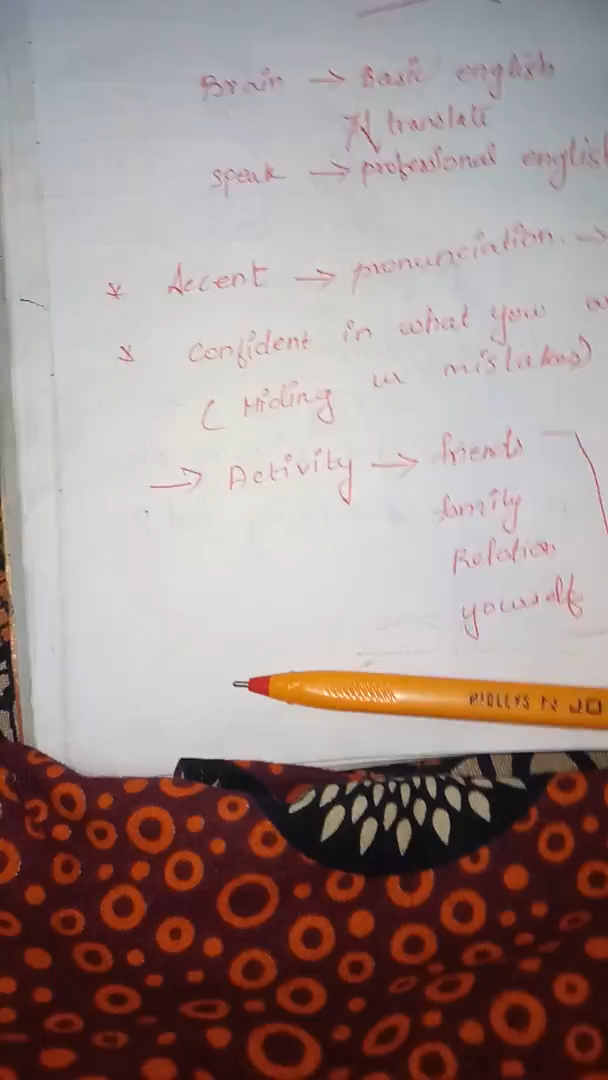 Brain → Basic english
translate
speak → professional english
* Accent → pronunciation. →
* Confident in what you
( Hiding ur mistakes)
→ Activity → friends
family
Relation
yourself